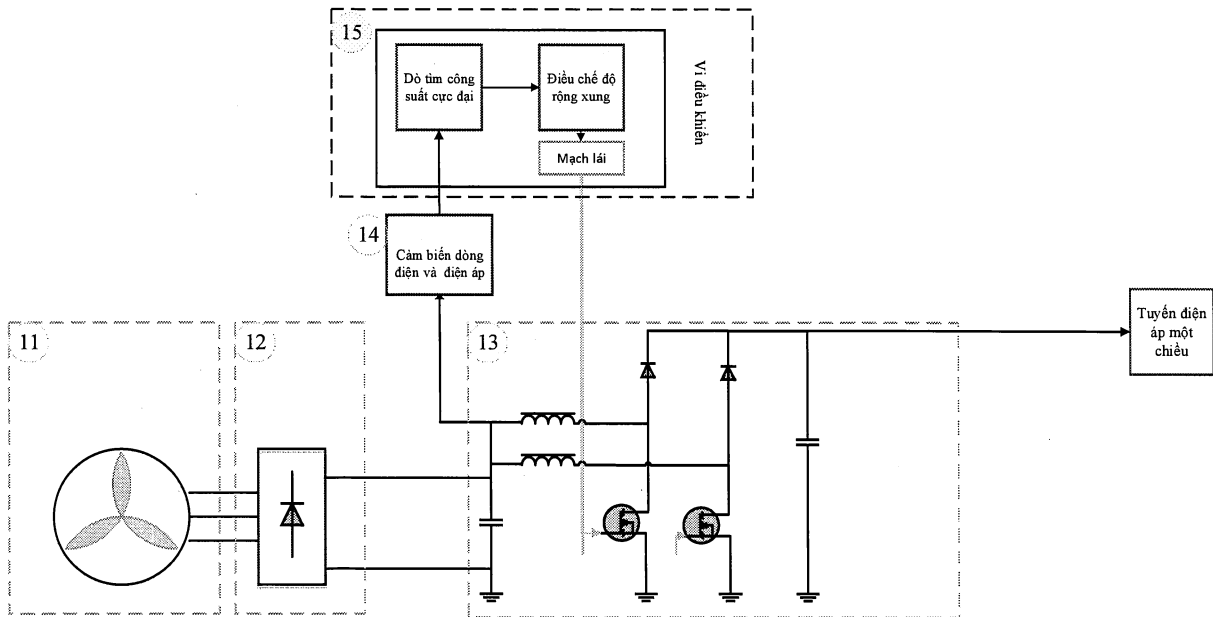 15
Dò tìm công
suất cực đại
Điều chế độ
rộng xung
Mạch lái
Vi điều khiển
14
Cảm biến dòng
điện và điện áp
11
12
13
Tuyến điện
áp một
chiều